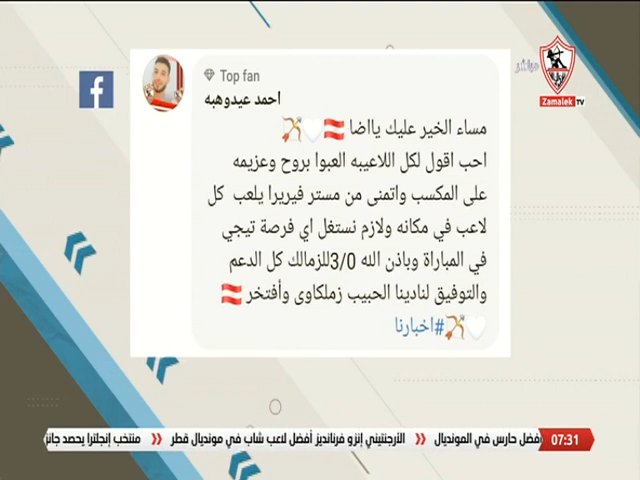 Top fan
احمد عيدوهبه
مساء الخير عليك يااضا
احب اقول لكل اللاعيبه العبوا بروح وعزيمه
على المكسب واتمنى من مستر فيريرا يلعب كل
لاعب في مكانه ولازم نستغل اي فرصة تيجي
في المباراة وباذن الله 3/0للزمالك كل الدعم
والتوفيق لنادينا الحبيب زملكاوى وأفتخر
#اخبارنا
مباشر
Zamalek TV
فضل حارس في المونديال » الأرجنتيني إنزو فرنانديز أفضل لاعب شاب في مونديال قطر » منتخب إنجلترا يحصد
07:31